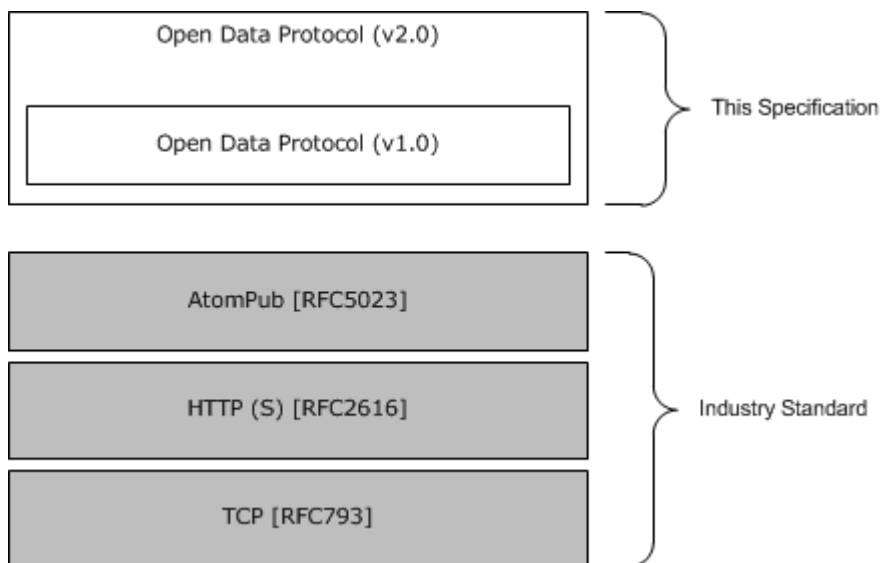 Open Data Protocol (v2.0)
Open Data Protocol (v1.0)
This Specification
AtomPub [RFC5023]
HTTP (S) [RFC2616]
Industry Standard
TCP [RFC793]